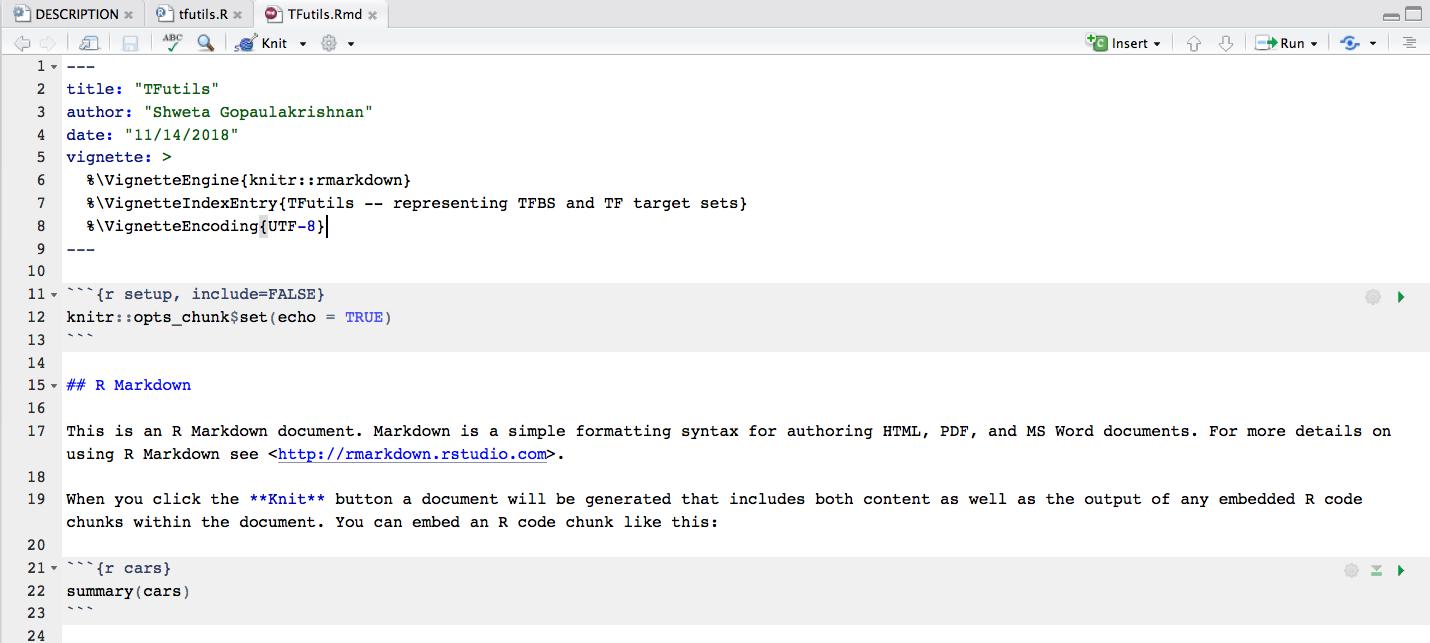 DESCRIPTION tfutils.R TFutils.Rmd
ABC Knit Insert Run
1 ---
2 title: "TFutils"
3 author: "Shweta Gopaulakrishnan"
4 date: "11/14/2018"
5 vignette: >
6   %\VignetteEngine{knitr::rmarkdown}
7   %\VignetteIndexEntry{TFutils -- representing TFBS and TF target sets}
8   %\VignetteEncoding{UTF-8}
9 ---
10
11 ```{r setup, include=FALSE}
12 knitr::opts_chunk$set(echo = TRUE)
13 ```
14
15 ## R Markdown
16
17 This is an R Markdown document. Markdown is a simple formatting syntax for authoring HTML, PDF, and MS Word documents. For more details on
using R Markdown see <http://rmarkdown.rstudio.com>.
18
19 When you click the **Knit** button a document will be generated that includes both content as well as the output of any embedded R code
chunks within the document. You can embed an R code chunk like this:
20
21 ```{r cars}
22 summary(cars)
23 ```
24